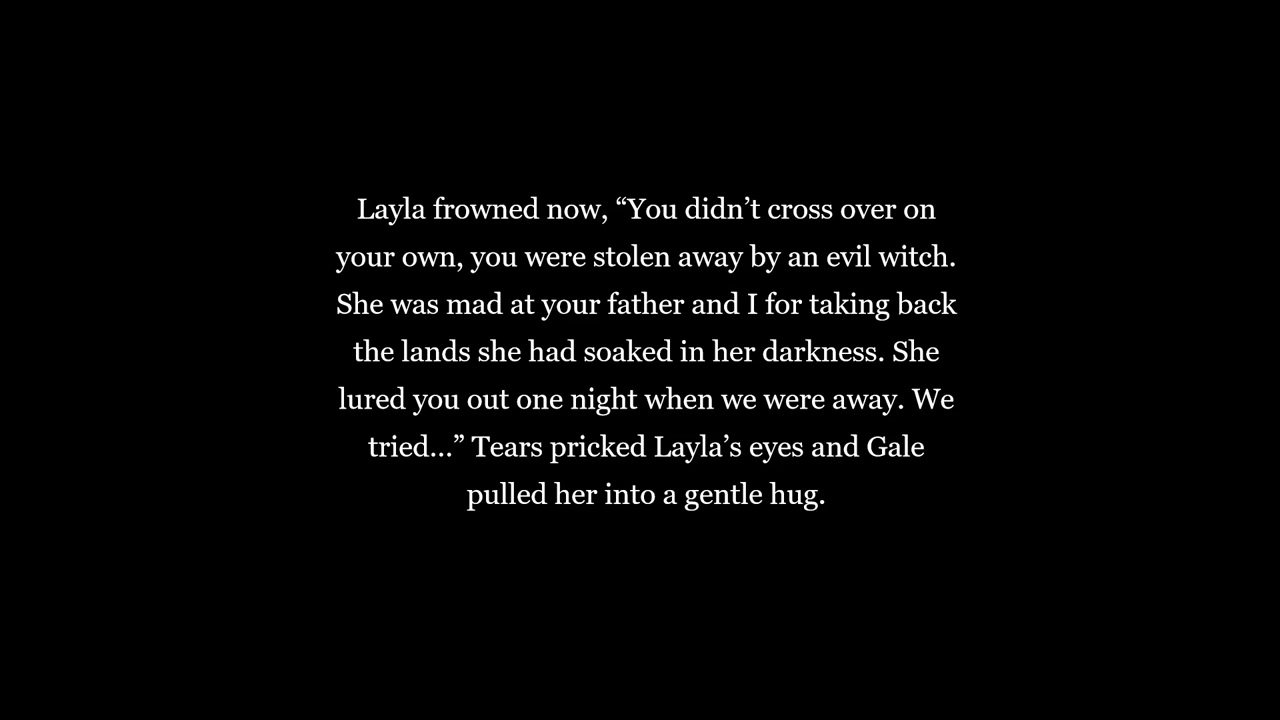 Layla frowned now, “You didn’t cross over on
your own, you were stolen away by an evil witch.
She was mad at your father and I for taking back
the lands she had soaked in her darkness. She
lured you out one night when we were away. We
tried...” Tears pricked Layla’s eyes and Gale
pulled her into a gentle hug.